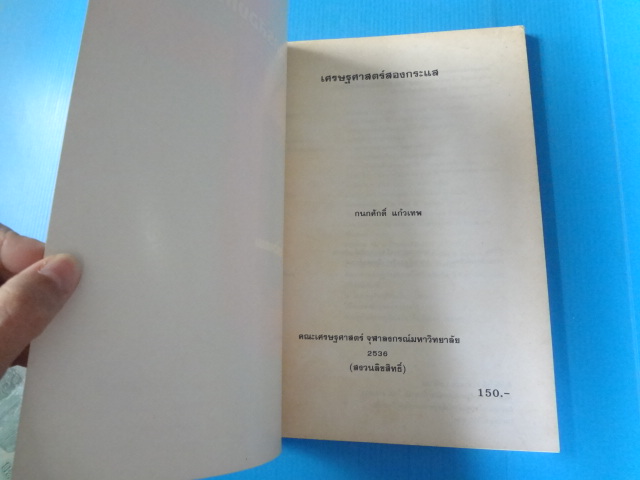 เศรษฐศาสตร์สองกระแส
กนกศักดิ์ แก้วเทพ
คณะเศรษฐศาสตร์ จุฬาลงกรณ์มหาวิทยาลัย
2536
(สงวนลิขสิทธิ์)
150.-